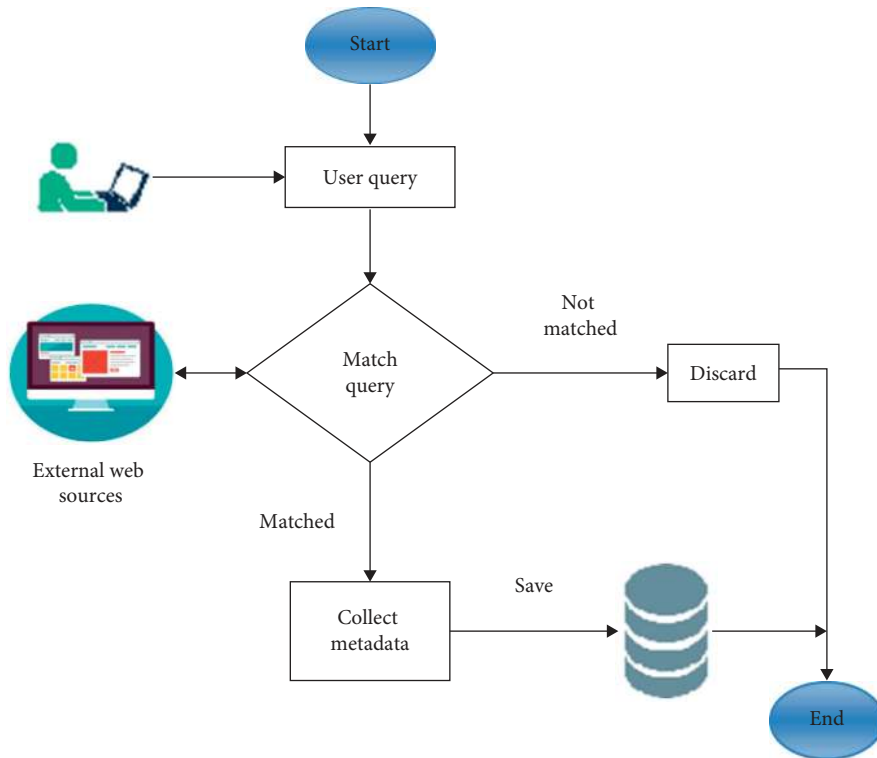 Start
User query
Not
matched
Match
query
Discard
External web
sources
Matched
Save
Collect
metadata
End